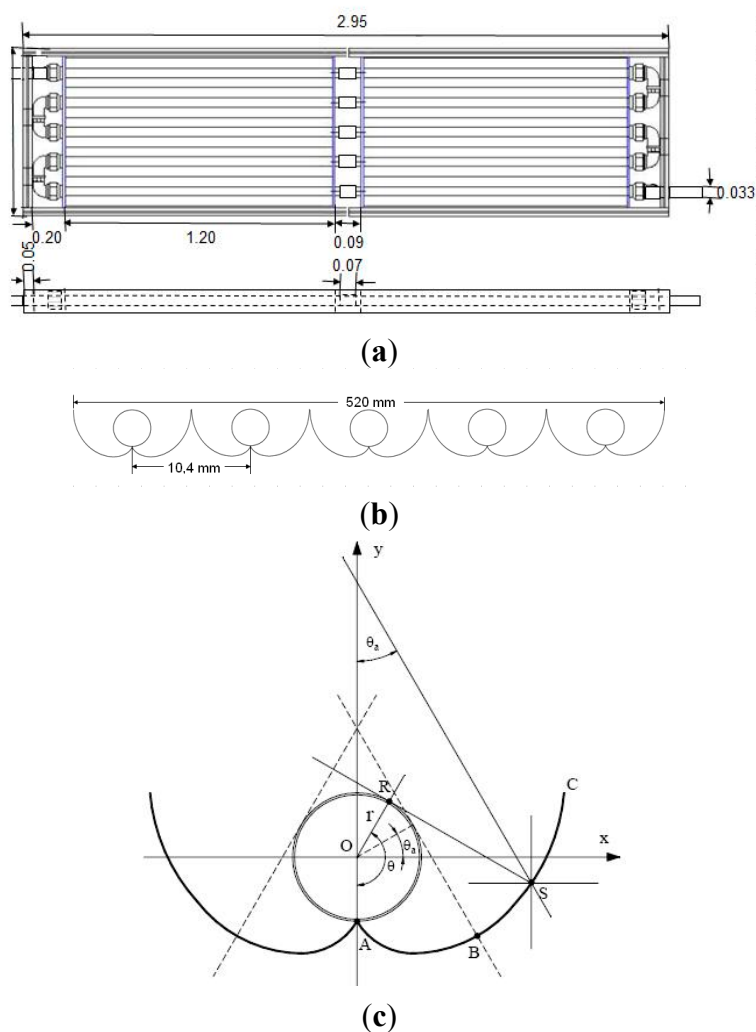 2.95
0.033
0.20
1.20
0.09
0.05
0.07
(a)
520 mm
10,4 mm
(b)
y
θa
C
R
r
O
θa
x
θ
S
A
B
(c)